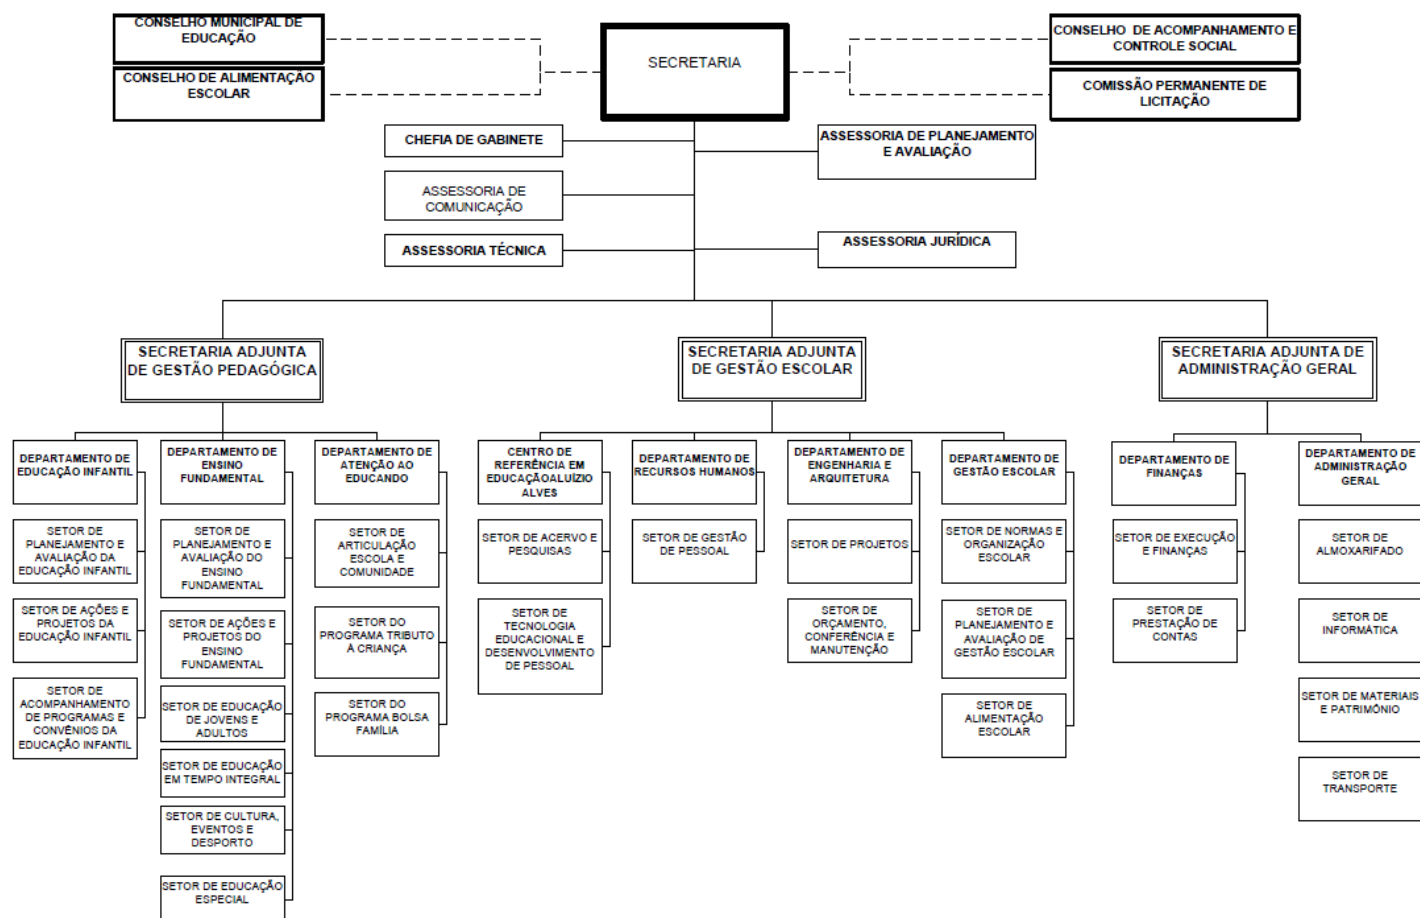 CONSELHO MUNICIPAL DE
EDUCAÇÃO
CONSELHO DE ALIMENTAÇÃO
ESCOLAR
SECRETARIA
CONSELHO DE ACOMPANHAMENTO E
CONTROLE SOCIAL
COMISSÃO PERMANENTE DE
LICITAÇÃO
CHEFIA DE GABINETE
ASSESSORIA DE PLANEJAMENTO
E AVALIAÇÃO
ASSESSORIA DE
COMUNICAÇÃO
ASSESSORIA TÉCNICA
ASSESSORIA JURÍDICA
SECRETARIA ADJUNTA
DE GESTÃO PEDAGÓGICA
SECRETARIA ADJUNTA
DE GESTÃO ESCOLAR
SECRETARIA ADJUNTA DE
ADMINISTRAÇÃO GERAL
DEPARTAMENTO DE
EDUCAÇÃO INFANTIL
SETOR DE
PLANEJAMENTO E
AVALIAÇÃO DA
EDUCAÇÃO INFANTIL
SETOR DE AÇÕES E
PROJETOS DA
EDUCAÇÃO INFANTIL
SETOR DE
ACOMPANHAMENTO
DE PROGRAMAS E
CONVÊNIOS DA
EDUCAÇÃO INFANTIL
DEPARTAMENTO DE
ENSINO
FUNDAMENTAL
SETOR DE
PLANEJAMENTO E
AVALIAÇÃO DO
ENSINO
FUNDAMENTAL
SETOR DE AÇÕES E
PROJETOS DO
ENSINO
FUNDAMENTAL
SETOR DE EDUCAÇÃO
DE JOVENS E
ADULTOS
SETOR DE EDUCAÇÃO
EM TEMPO INTEGRAL
SETOR DE CULTURA,
EVENTOS E
DESPORTO
SETOR DE EDUCAÇÃO
ESPECIAL
DEPARTAMENTO DE
ATENÇÃO AO
EDUCANDO
SETOR DE
ARTICULAÇÃO
ESCOLA E
COMUNIDADE
SETOR DO
PROGRAMA TRIBUTO
À CRIANÇA
SETOR DO
PROGRAMA BOLSA
FAMÍLIA
CENTRO DE
REFERÊNCIA EM
EDUCAÇÃOALUÍZIO
ALVES
SETOR DE ACERVO E
PESQUISAS
SETOR DE
TECNOLOGIA
EDUCACIONAL E
DESENVOLVIMENTO
DE PESSOAL
DEPARTAMENTO DE
RECURSOS HUMANOS
SETOR DE GESTÃO
DE PESSOAL
DEPARTAMENTO DE
ENGENHARIA E
ARQUITETURA
SETOR DE PROJETOS
SETOR DE
ORÇAMENTO,
CONFERÊNCIA E
MANUTENÇÃO
DEPARTAMENTO DE
GESTÃO ESCOLAR
SETOR DE NORMAS E
ORGANIZAÇÃO
ESCOLAR
SETOR DE
PLANEJAMENTO E
AVALIAÇÃO DE
GESTÃO ESCOLAR
SETOR DE
ALIMENTAÇÃO
ESCOLAR
DEPARTAMENTO DE
FINANÇAS
SETOR DE EXECUÇÃO
E FINANÇAS
SETOR DE
PRESTAÇÃO DE
CONTAS
DEPARTAMENTO DE
ADMINISTRAÇÃO
GERAL
SETOR DE
ALMOXARIFADO
SETOR DE
INFORMÁTICA
SETOR DE MATERIAIS
E PATRIMÔNIO
SETOR DE
TRANSPORTE